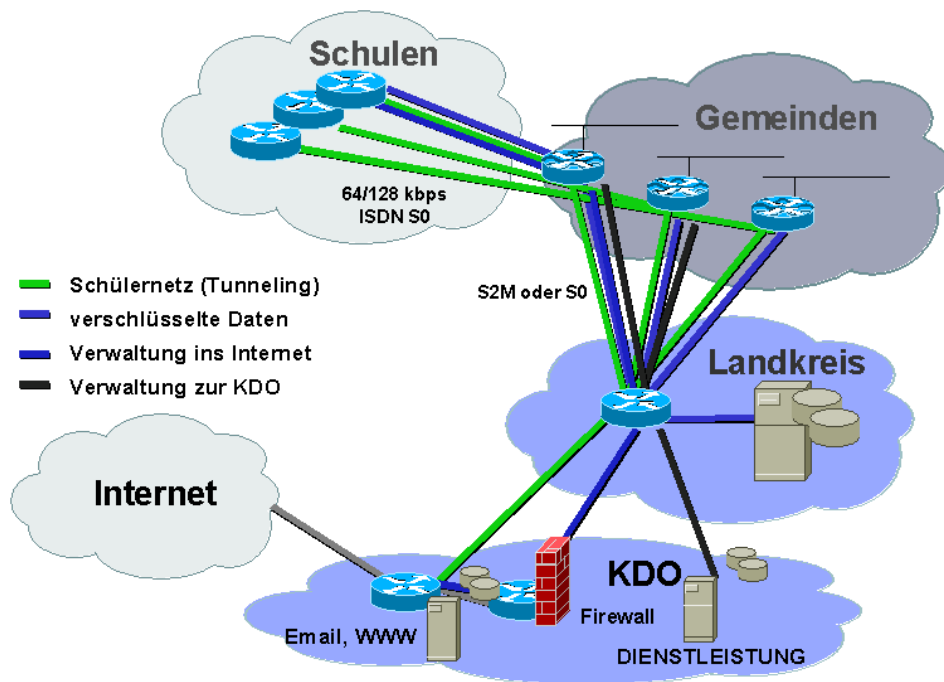 Schulen
Gemeinden
64/128 kbps
ISDN S0
Schülernetz (Tunneling)
verschlüsselte Daten
Verwaltung ins Internet
Verwaltung zur KDO
S2M oder S0
Landkreis
Internet
KDO
Firewall
Email, WWW
DIENSTLEISTUNG